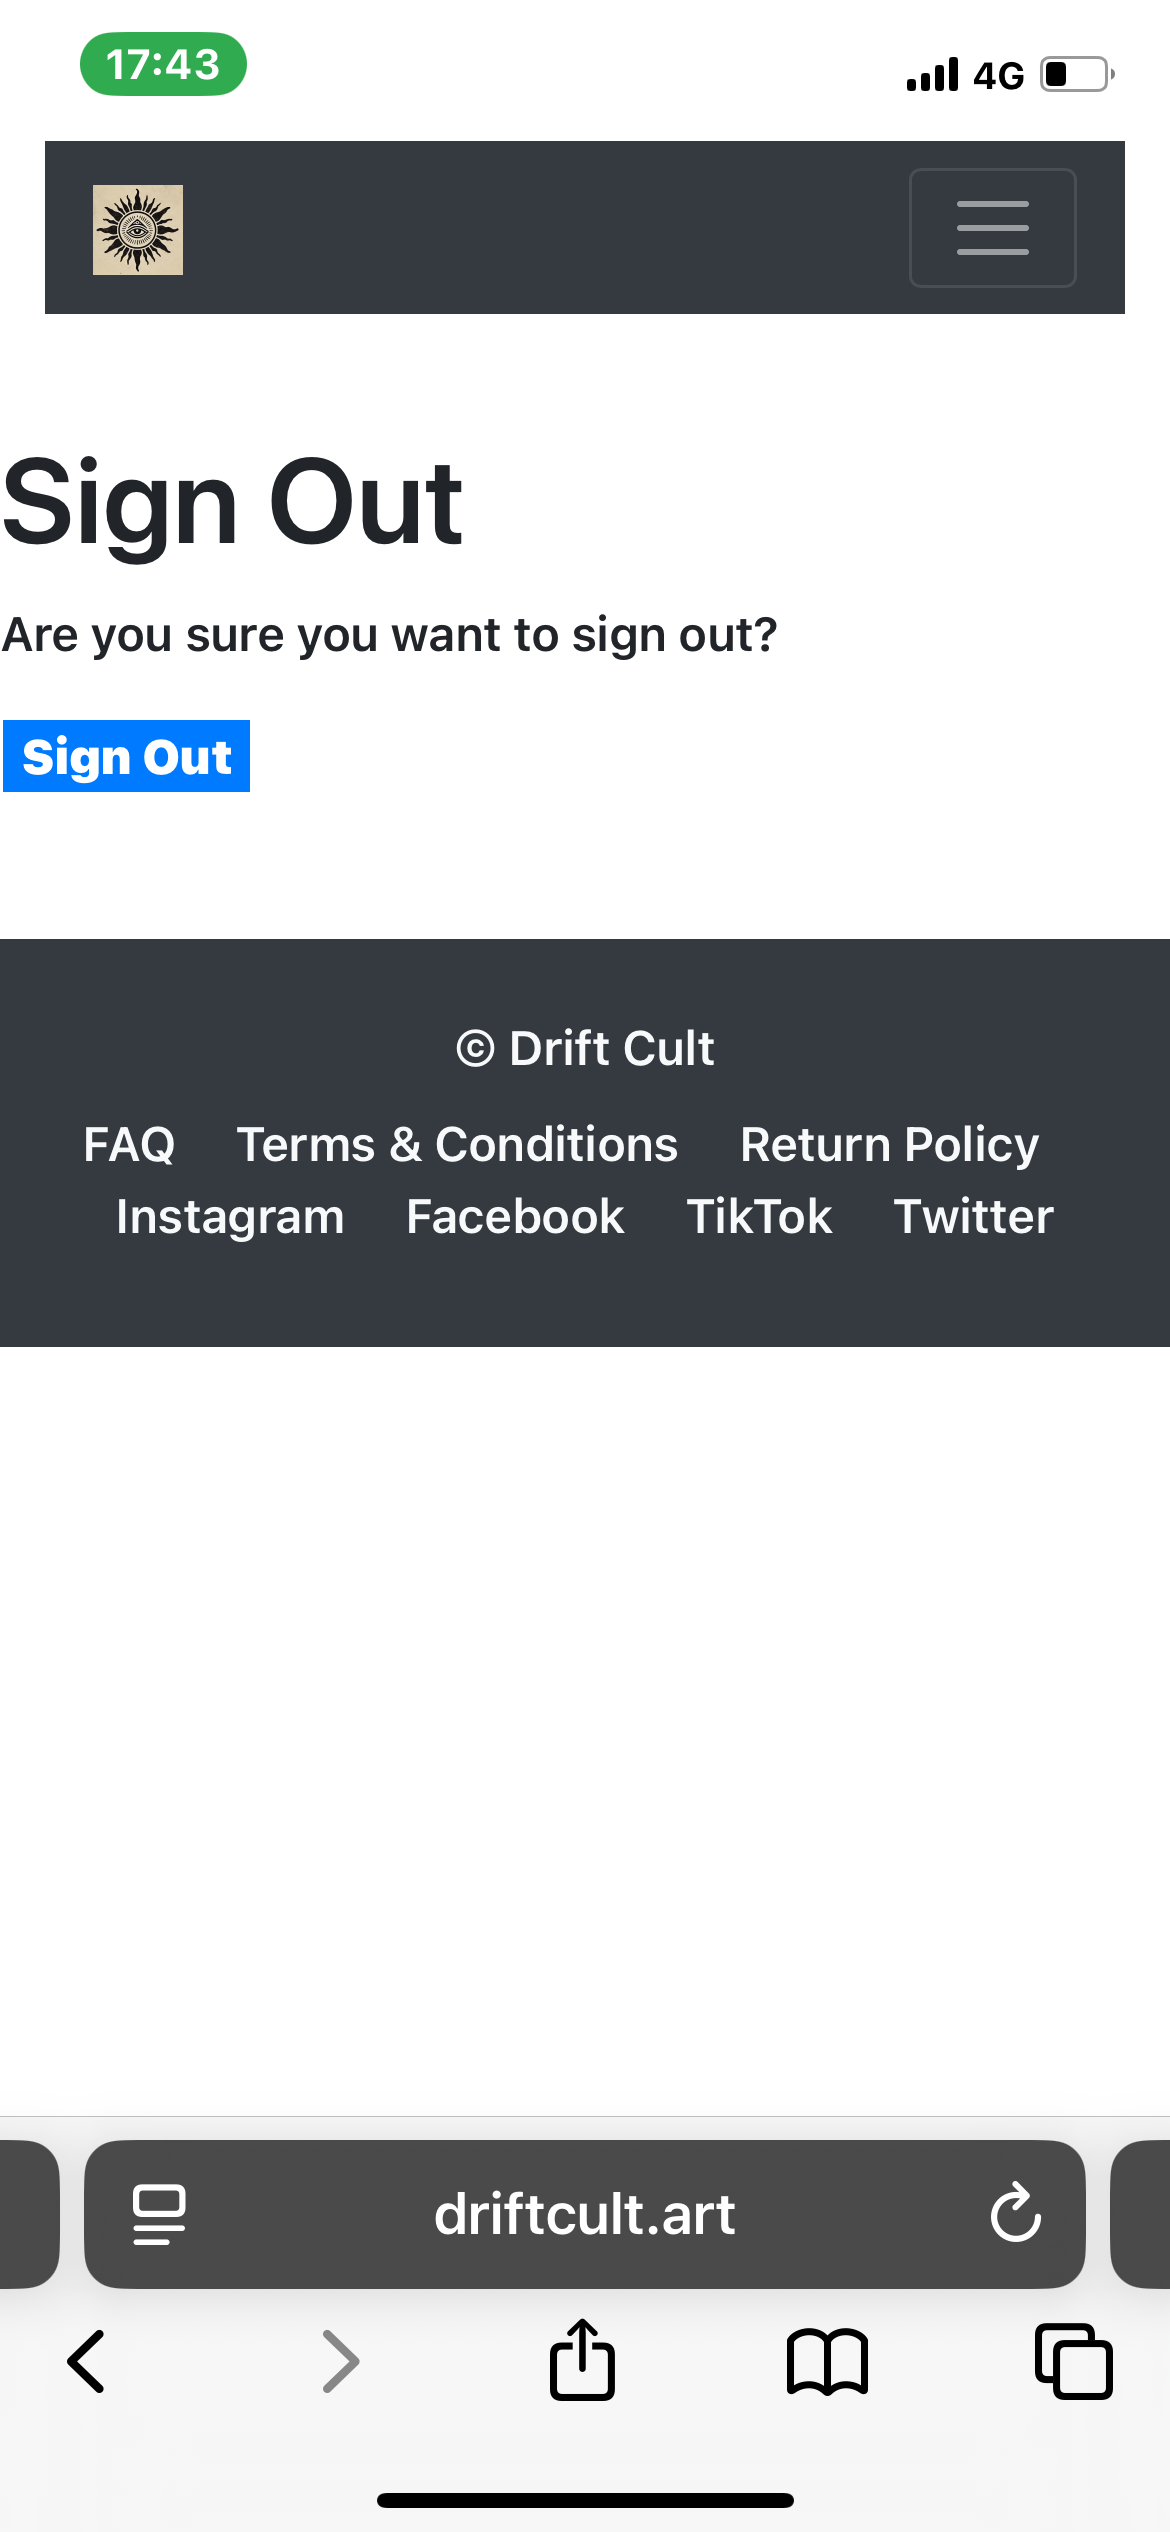 17:43 4G
Sign Out
Are you sure you want to sign out?
Sign Out
© Drift Cult
FAQ Terms & Conditions Return Policy
Instagram Facebook TikTok Twitter
driftcult.art